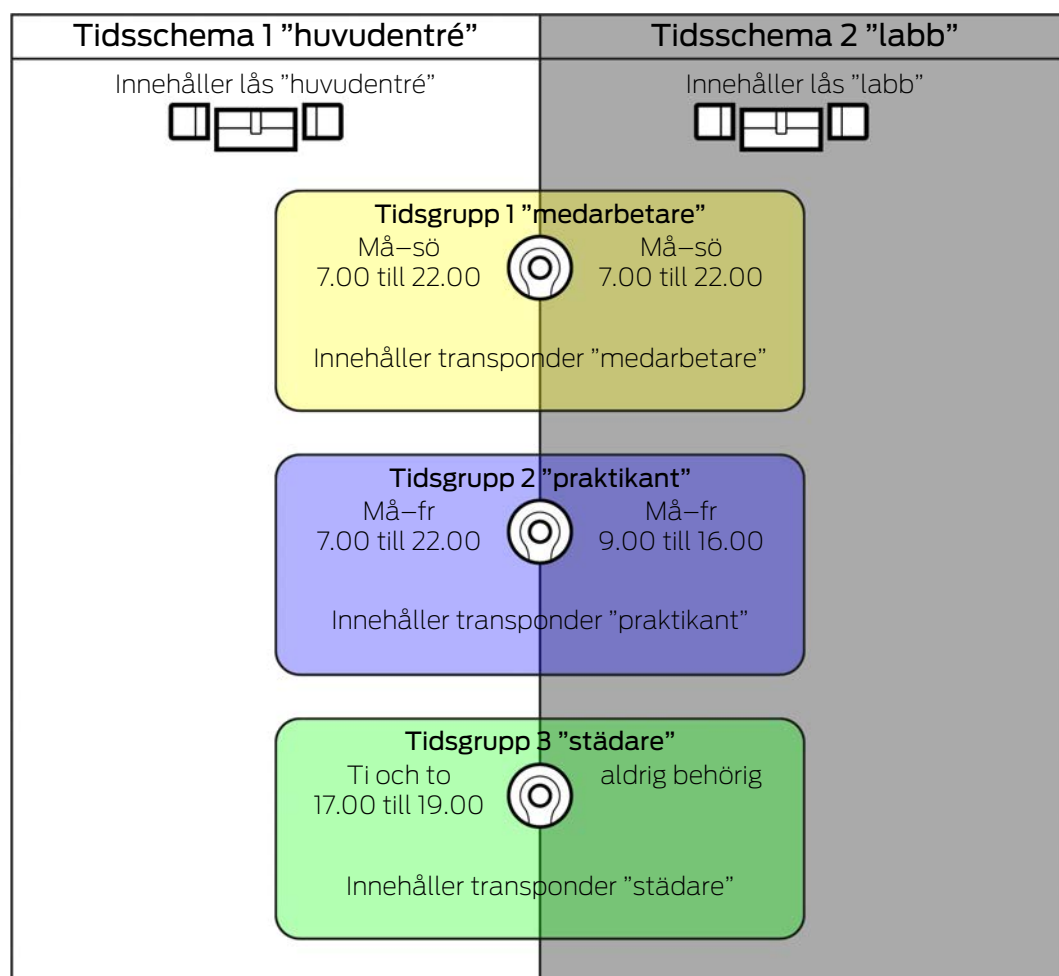 Tidsschema 1 ”huvudentré”
Tidsschema 2 ”labb”
Innehåller lås ”huvudentré”
Innehåller lås ”labb”
Tidsgrupp 1 ”medarbetare”
Må–sö
7.00 till 22.00
Må–sö
7.00 till 22.00
Innehåller transponder ”medarbetare”
Tidsgrupp 2 ”praktikant”
Må–fr
7.00 till 22.00
Må–fr
9.00 till 16.00
Innehåller transponder ”praktikant”
Tidsgrupp 3 ”städare”
Ti och to
17.00 till 19.00
aldrig behörig
Innehåller transponder ”städare”